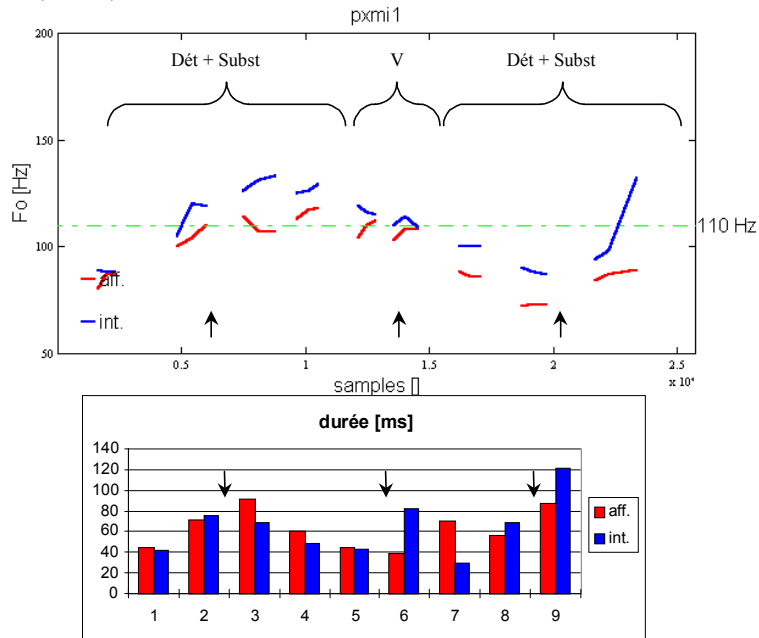 pxmi1
200
Dét + Subst V Dét + Subst
150
Fo [Hz]
110 Hz
100
aff.
int.
50
0.5 1 1.5 2 2.5
x 10⁴
samples []
durée [ms]
140
120
100
80
60
40
20
0
aff.
int.
1 2 3 4 5 6 7 8 9